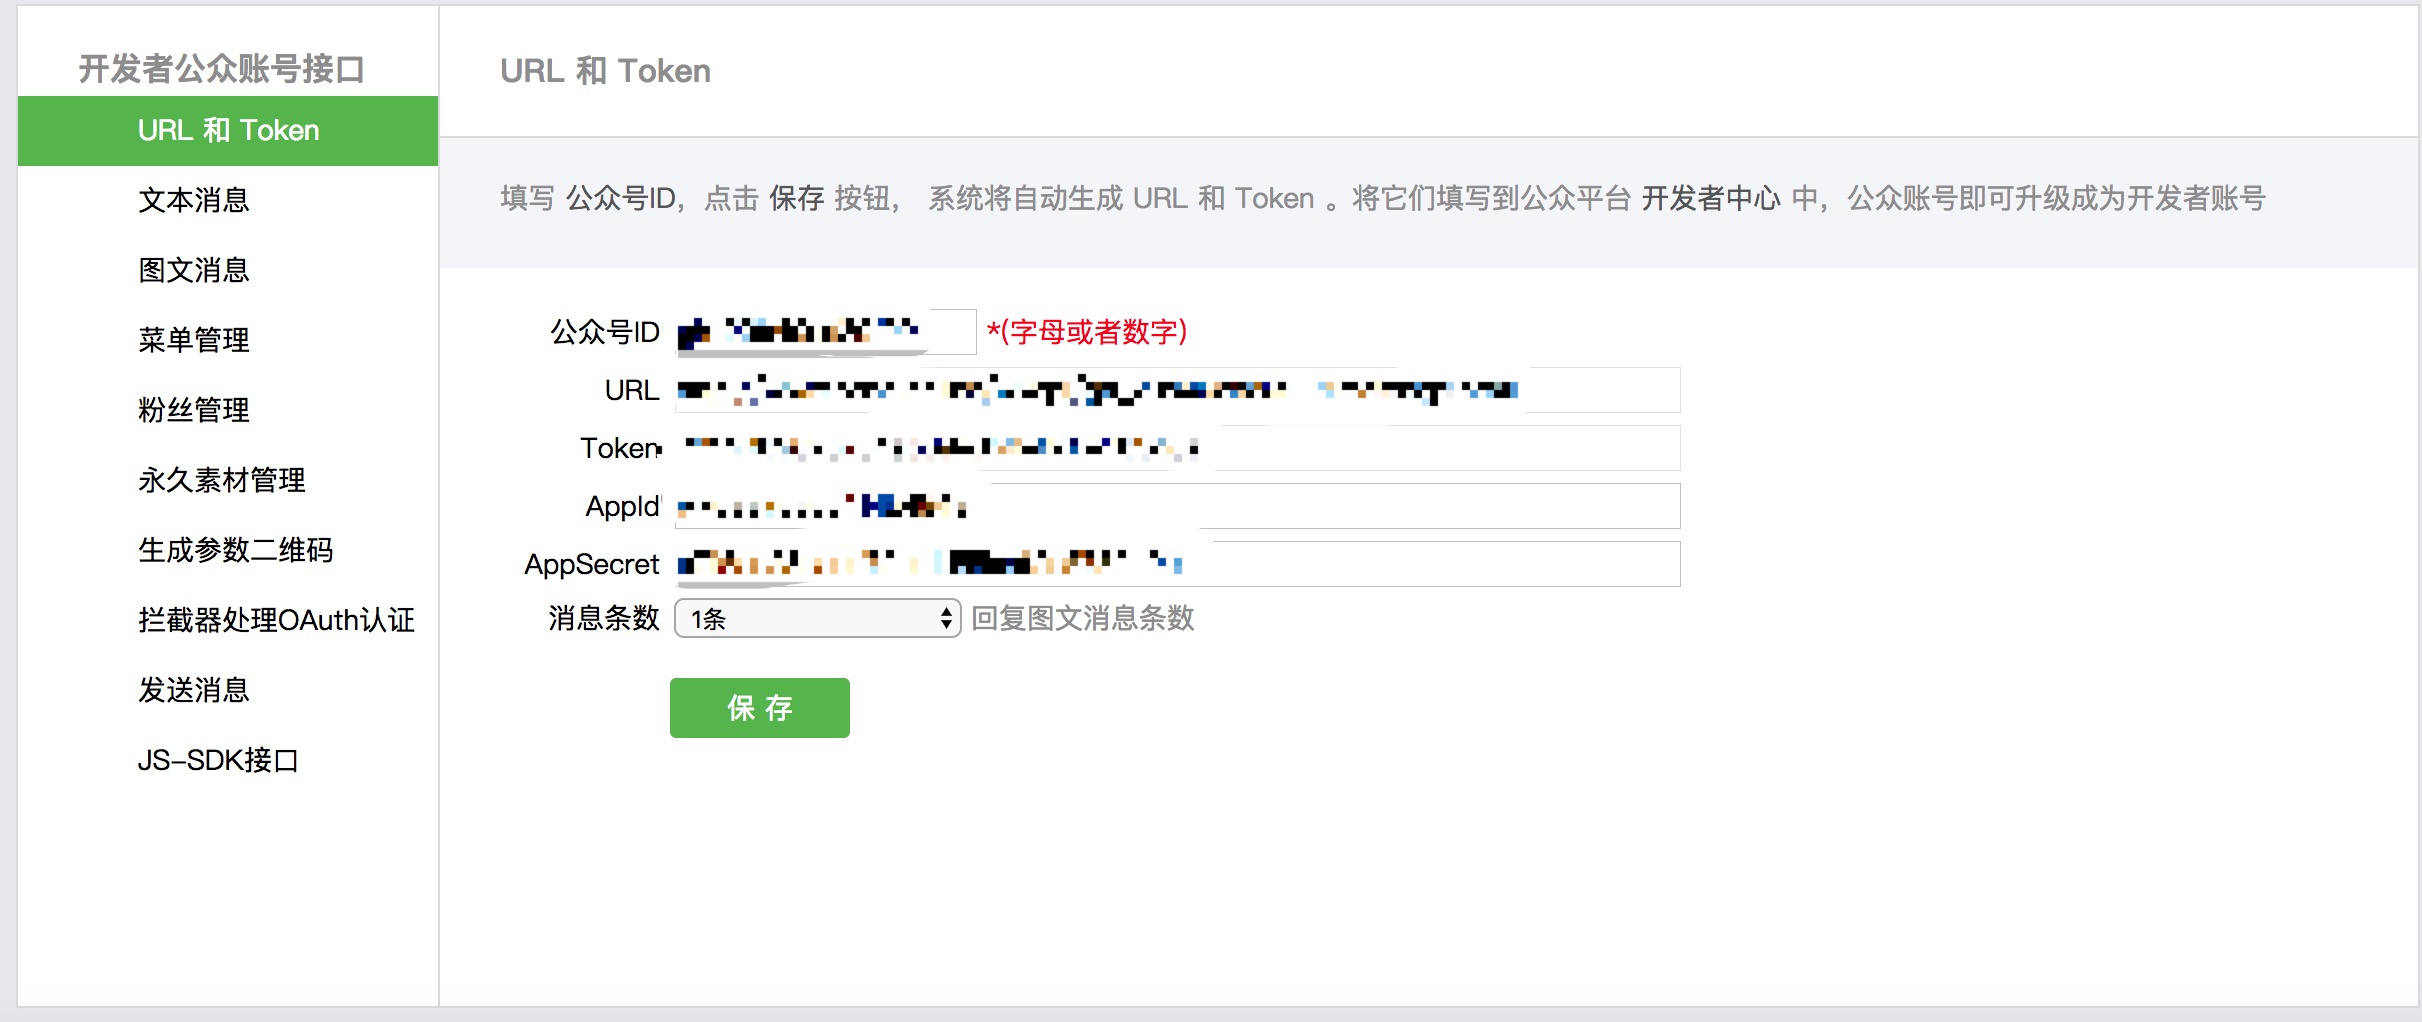 开发者公众账号接口
URL 和 Token
文本消息
图文消息
菜单管理
粉丝管理
永久素材管理
生成参数二维码
拦截器处理OAuth认证
发送消息
JS-SDK接口
URL 和 Token
填写 公众号ID，点击 保存 按钮， 系统将自动生成 URL 和 Token 。将它们填写到公众平台 开发者中心 中，公众账号即可升级成为开发者账号
公众号ID *(字母或者数字)
URL
Token
AppId
AppSecret
消息条数 1条 回复图文消息条数
保 存